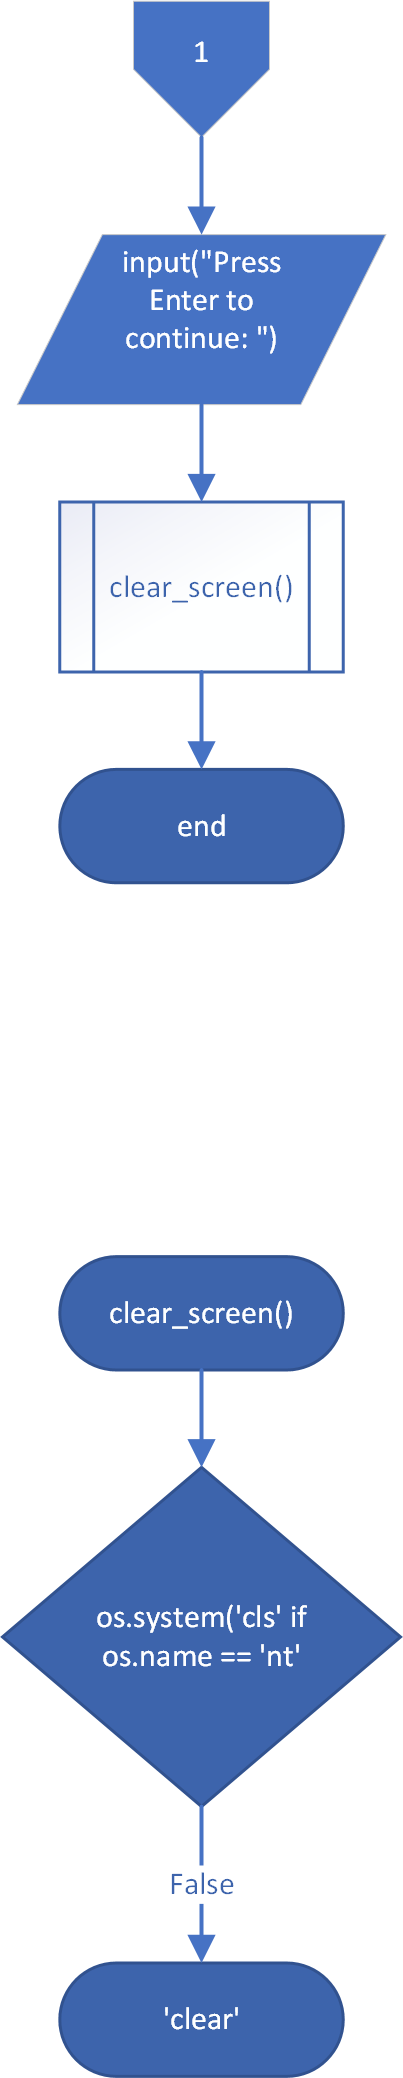 1
input("Press
Enter to
continue: ")
clear_screen()
end
clear_screen()
os.system('cls' if
os.name == 'nt'
False
'clear'